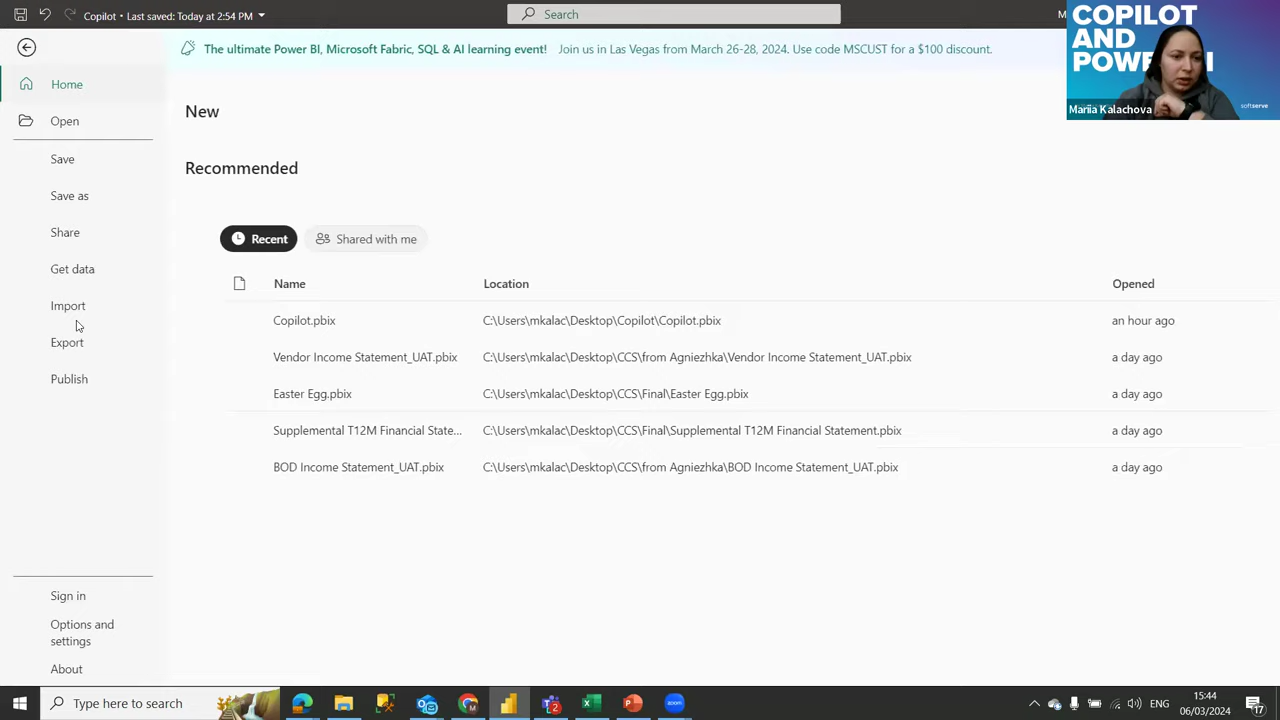 Copilot • Last saved: Today at 2:54 PM
Search
M
The ultimate Power BI, Microsoft Fabric, SQL & AI learning event! Join us in Las Vegas from March 26-28, 2024. Use code MSCUST for a $100 discount.
COPILOT
AND
POWE I
Mariia Kalachova
softserve
Home
Open
Save
Save as
Share
Get data
Import
Export
Publish
Sign in
Options and
settings
About
New
Recommended
Recent
Shared with me
Name Location Opened
Copilot.pbix C:\Users\mkalac\Desktop\Copilot\Copilot.pbix an hour ago
Vendor Income Statement_UAT.pbix C:\Users\mkalac\Desktop\CCS\from Agniezhka\Vendor Income Statement_UAT.pbix a day ago
Easter Egg.pbix C:\Users\mkalac\Desktop\CCS\Final\Easter Egg.pbix a day ago
Supplemental T12M Financial State... C:\Users\mkalac\Desktop\CCS\Final\Supplemental T12M Financial Statement.pbix a day ago
BOD Income Statement_UAT.pbix C:\Users\mkalac\Desktop\CCS\from Agniezhka\BOD Income Statement_UAT.pbix a day ago
Type here to search
zoom
ENG
15:44
06/03/2024
17